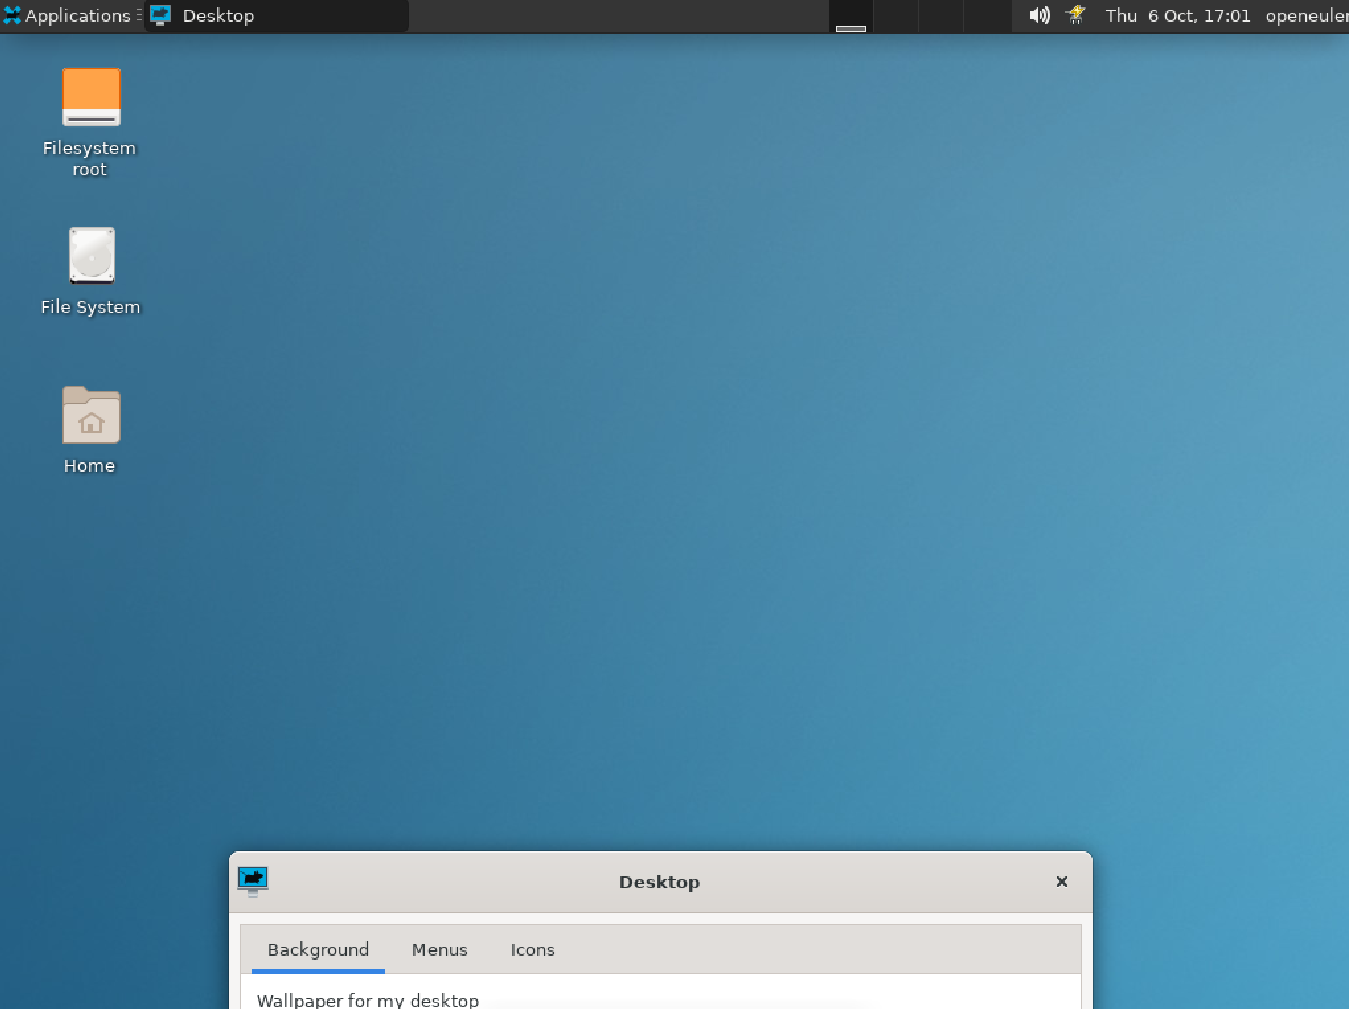 Applications
Desktop
Thu 6 Oct, 17:01
openeuler
Filesystem
root
File System
Home
Desktop
Background
Menus
Icons
Wallpaper for my desktop